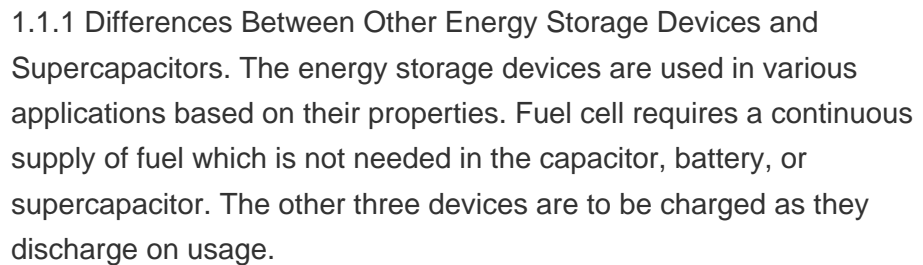 1.1.1 Differences Between Other Energy Storage Devices and
Supercapacitors. The energy storage devices are used in various
applications based on their properties. Fuel cell requires a continuous
supply of fuel which is not needed in the capacitor, battery, or
supercapacitor. The other three devices are to be charged as they
discharge on usage.